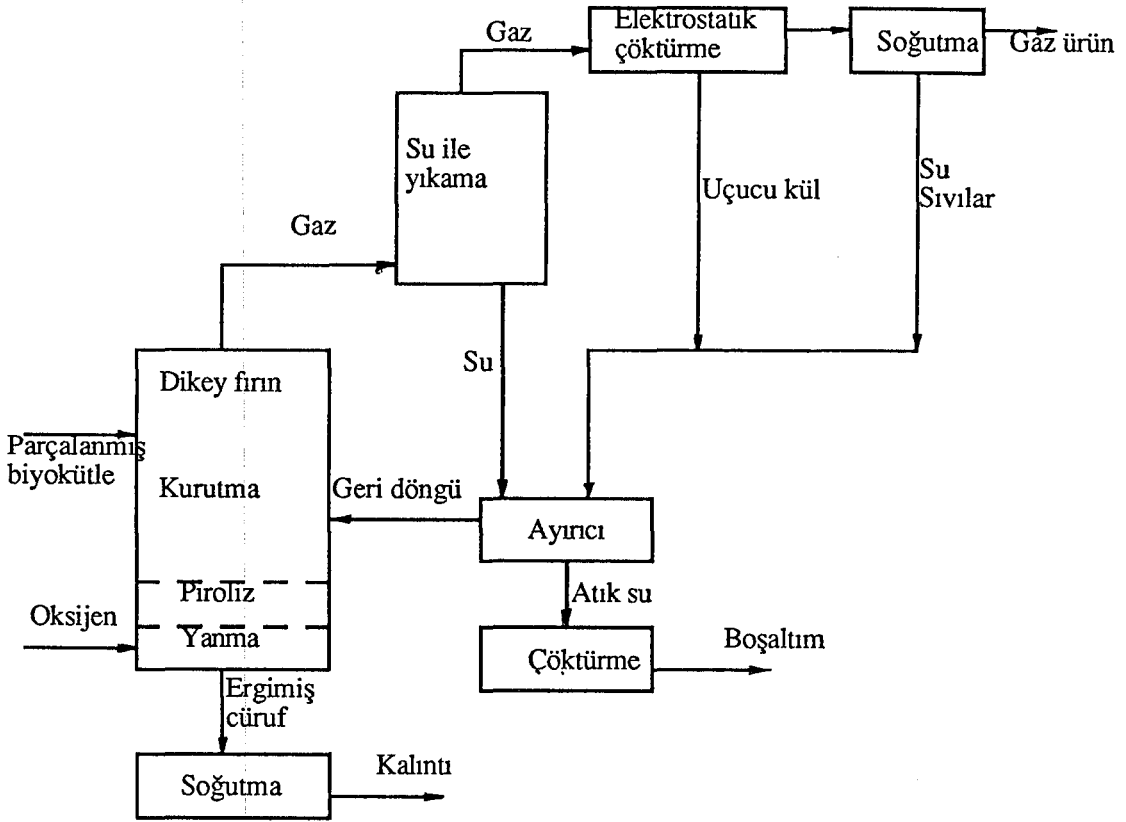 Elektrostatik
çöktürme
Soğutma
Gaz ürün
Gaz
Su ile
yıkama
Uçucu kül
Su
Sıvılar
Gaz
Su
Dikey fırın
Parçalanmış
biyokütle
Kurutma
Geri döngü
Ayırıcı
Piroliz
Atık su
Oksijen
Yanma
Çöktürme
Boşaltım
Ergimiş
cüruf
Soğutma
Kalıntı